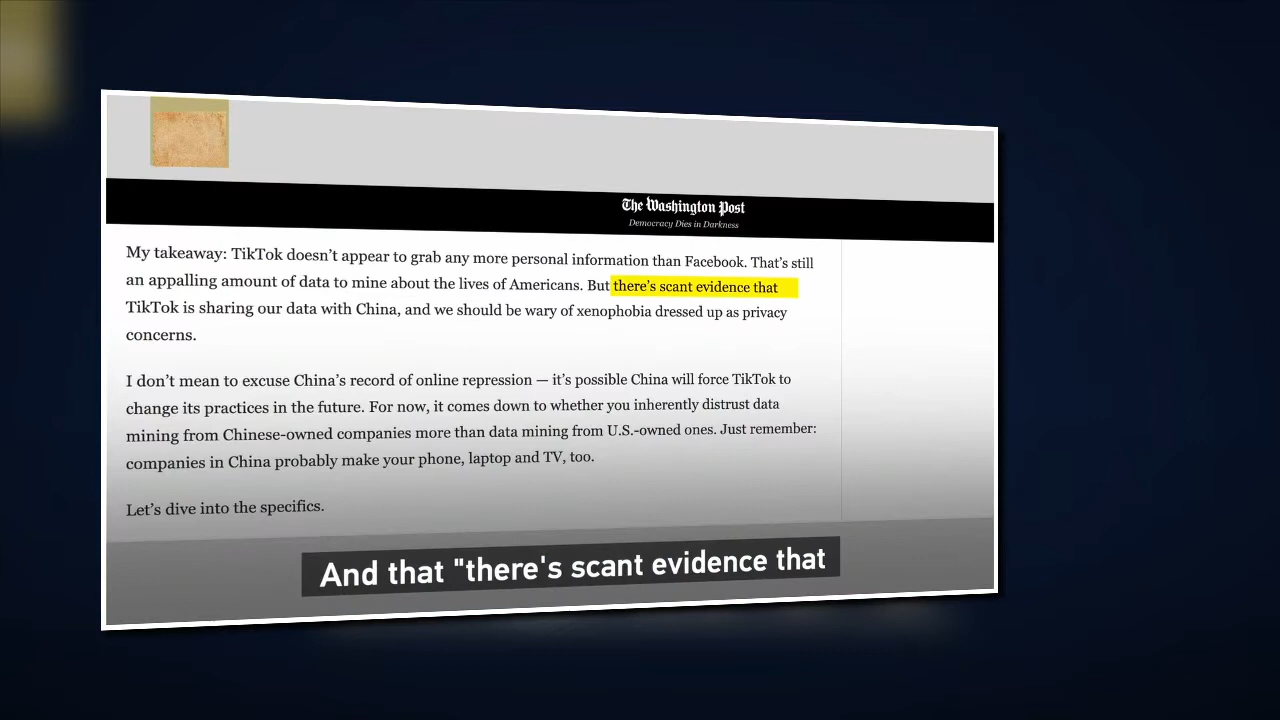 The Washington Post
Democracy Dies in Darkness
My takeaway: TikTok doesn’t appear to grab any more personal information than Facebook. That’s still
an appalling amount of data to mine about the lives of Americans. But there’s scant evidence that
TikTok is sharing our data with China, and we should be wary of xenophobia dressed up as privacy
concerns.
I don’t mean to excuse China’s record of online repression — it’s possible China will force TikTok to
change its practices in the future. For now, it comes down to whether you inherently distrust data
mining from Chinese-owned companies more than data mining from U.S.-owned ones. Just remember:
companies in China probably make your phone, laptop and TV, too.
Let’s dive into the specifics.
And that "there's scant evidence that